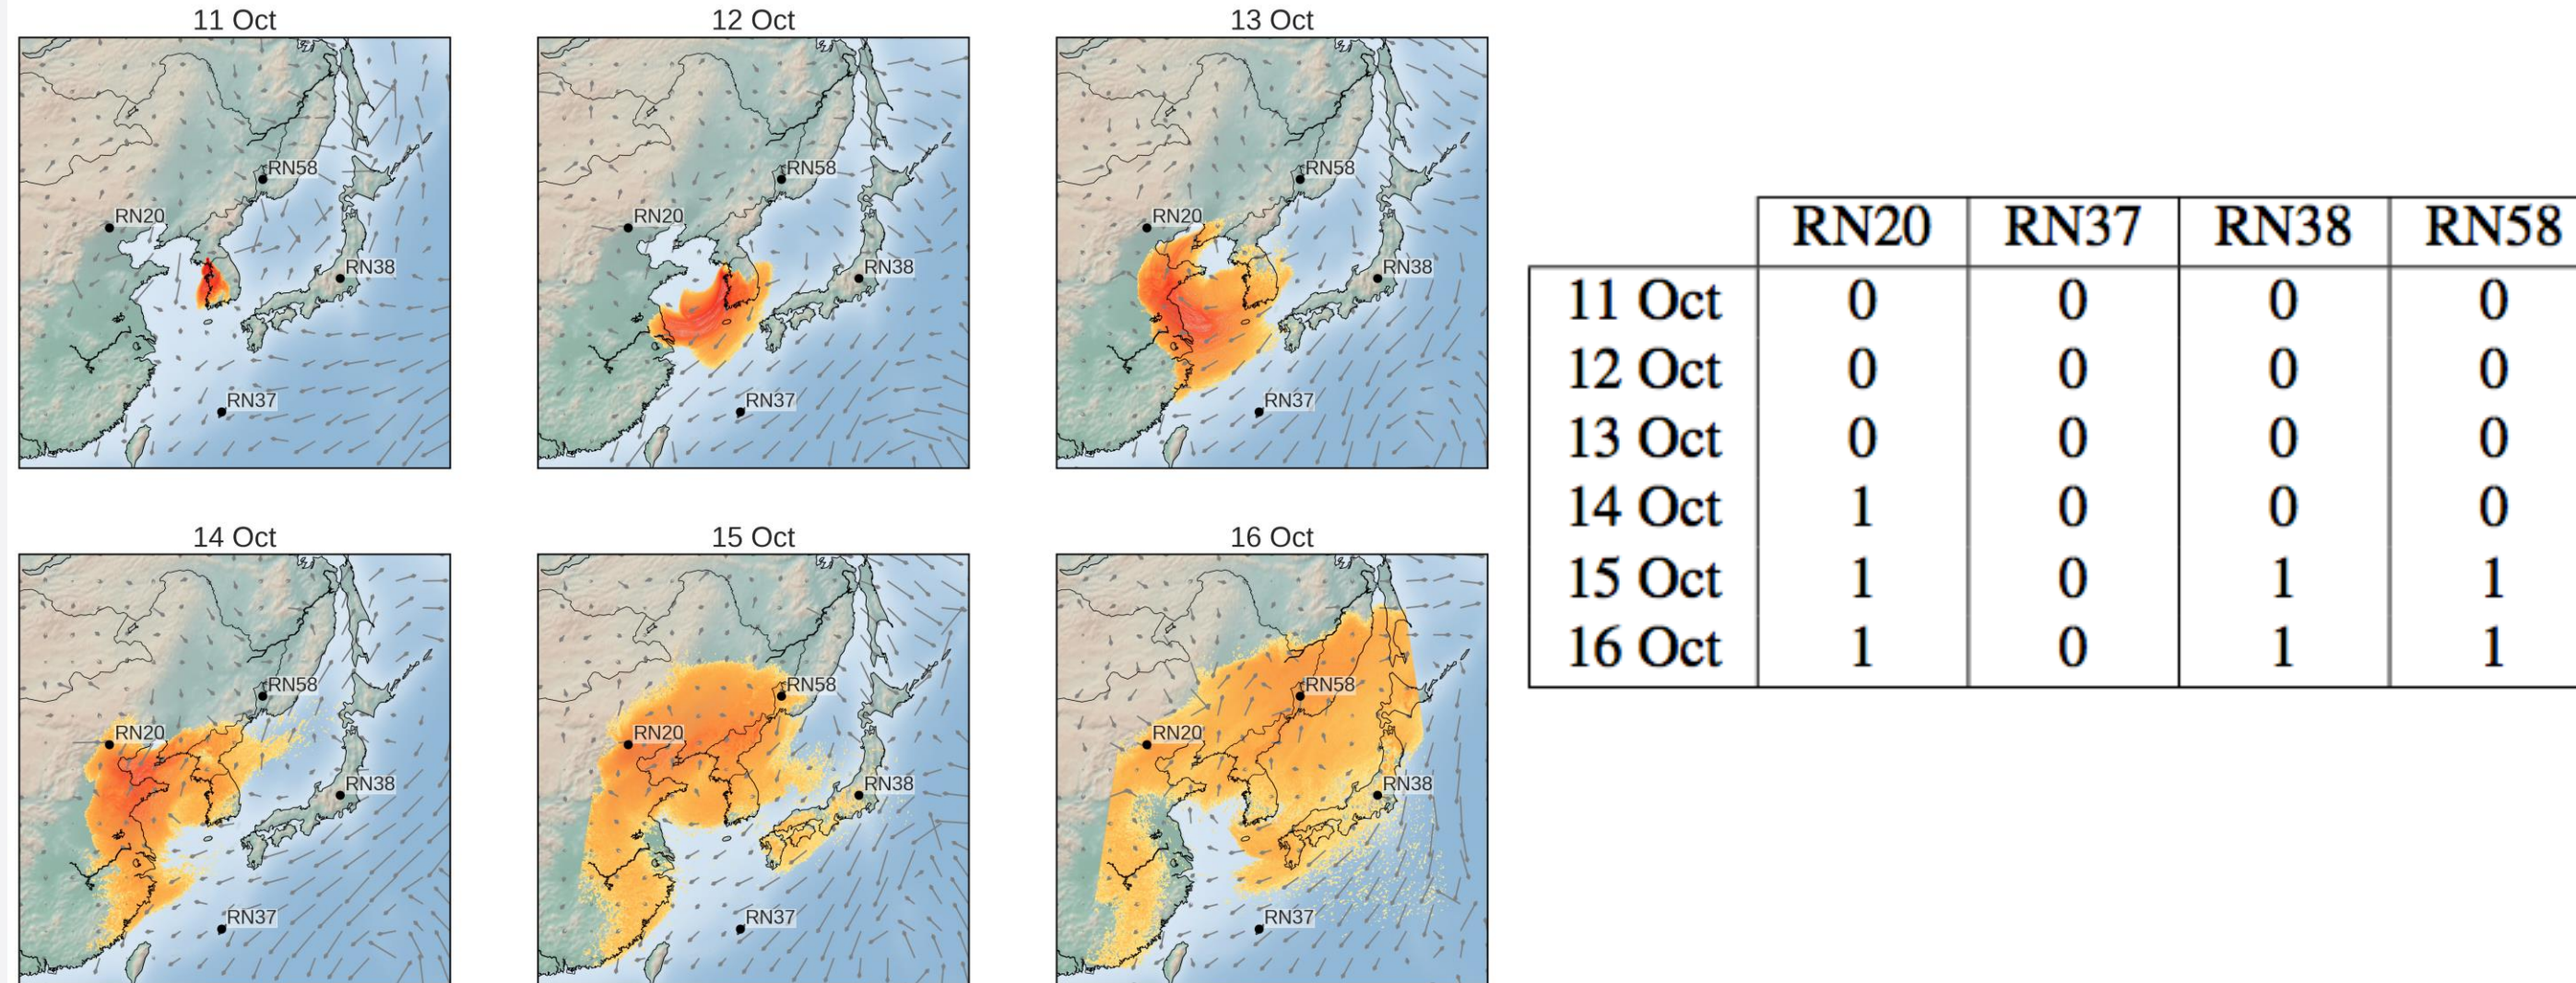 11 Oct
RN58
RN20
RN38
RN37
12 Oct
RN58
RN20
RN38
RN37
13 Oct
RN58
RN20
RN38
RN37
14 Oct
RN58
RN20
RN38
RN37
15 Oct
RN58
RN20
RN38
RN37
16 Oct
RN58
RN20
RN38
RN37
RN20 RN37 RN38 RN58
11 Oct 0 0 0 0
12 Oct 0 0 0 0
13 Oct 0 0 0 0
14 Oct 1 0 0 0
15 Oct 1 0 1 1
16 Oct 1 0 1 1